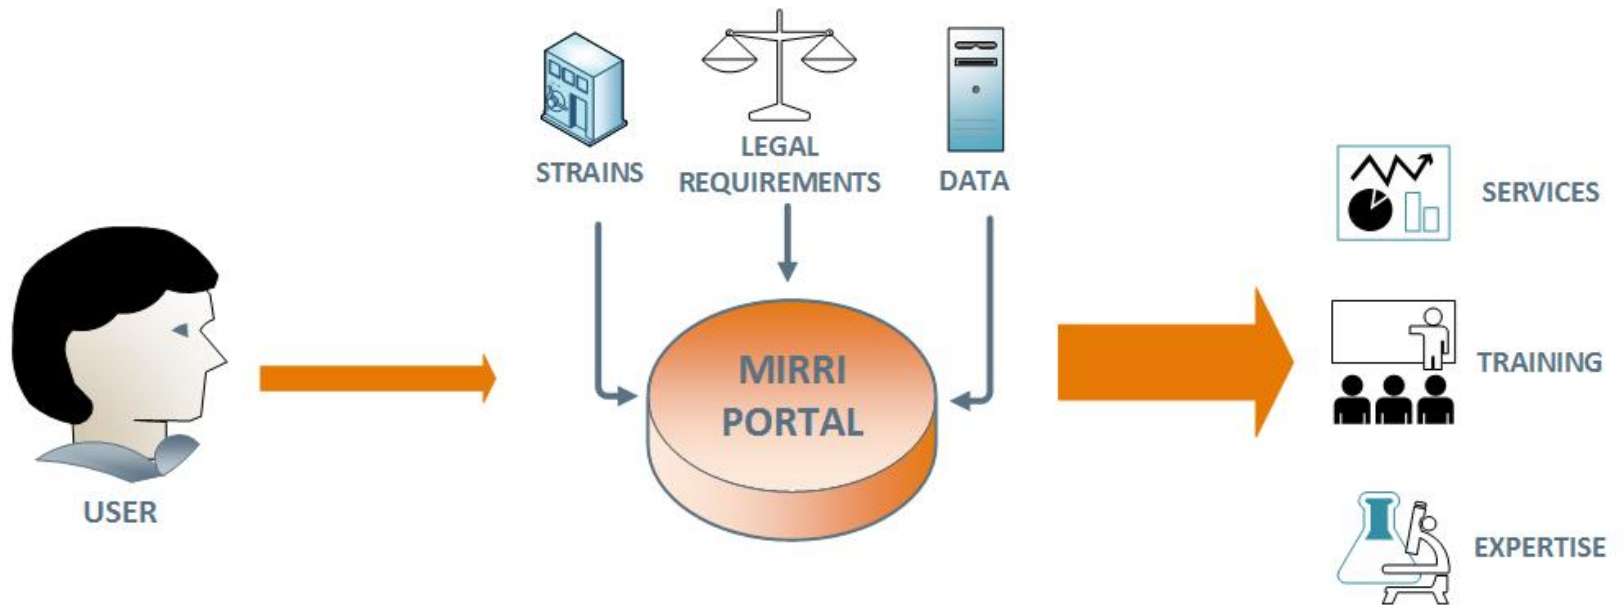 STRAINS
LEGAL
REQUIREMENTS
DATA
MIRRI
PORTAL
USER
SERVICES
TRAINING
EXPERTISE